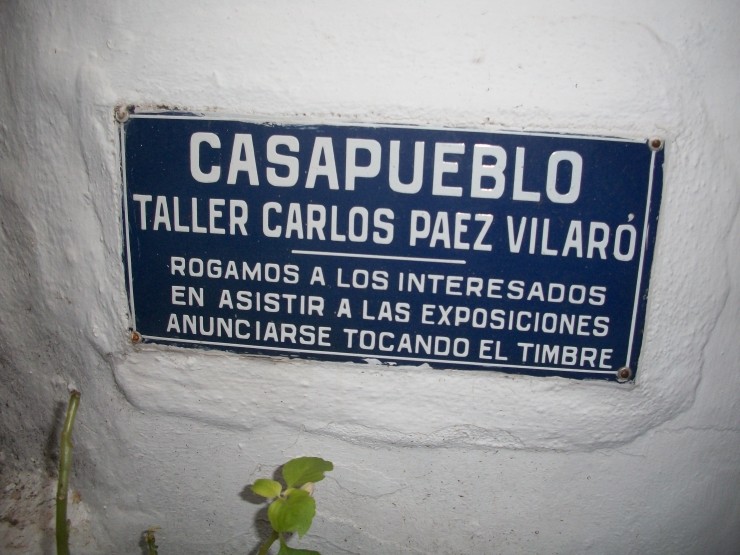 CASAPUEBLO
TALLER CARLOS PAEZ VILARÓ
ROGAMOS A LOS INTERESADOS
EN ASISTIR A LAS EXPOSICIONES
ANUNCIARSE TOCANDO EL TIMBRE